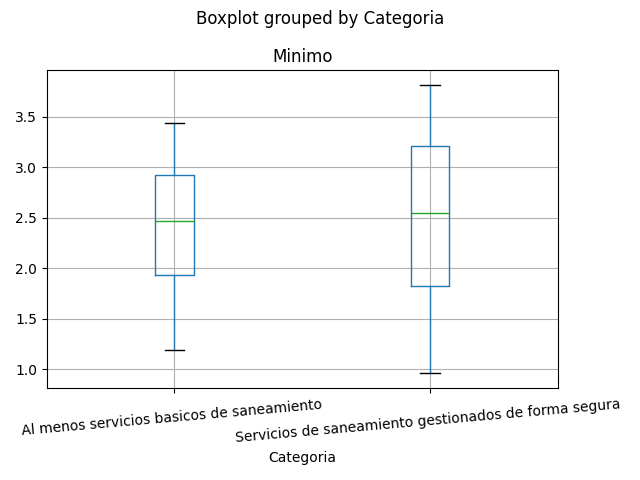 Boxplot grouped by Categoria
Minimo
3.5
3.0
2.5
2.0
1.5
1.0
Al menos servicios basicos de saneamiento
Servicios de saneamiento gestionados de forma segura
Categoria